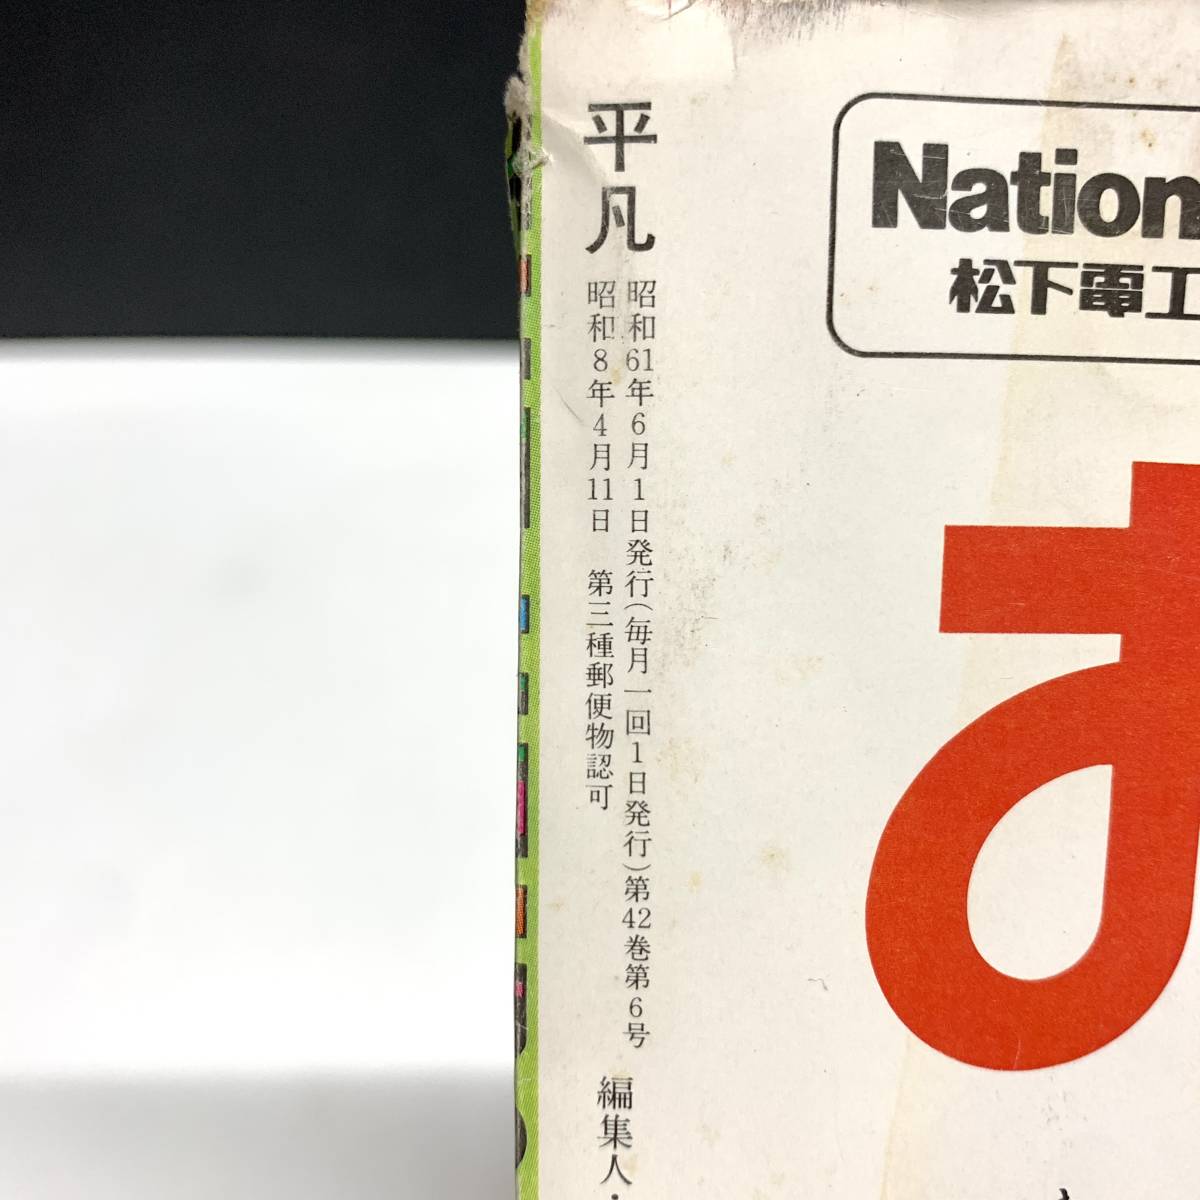 平凡
昭和61年6月1日発行(毎月一回1日発行)第42巻第6号
昭和8年4月11日 第三種郵便物認可
編集人・
Nation
松下電工